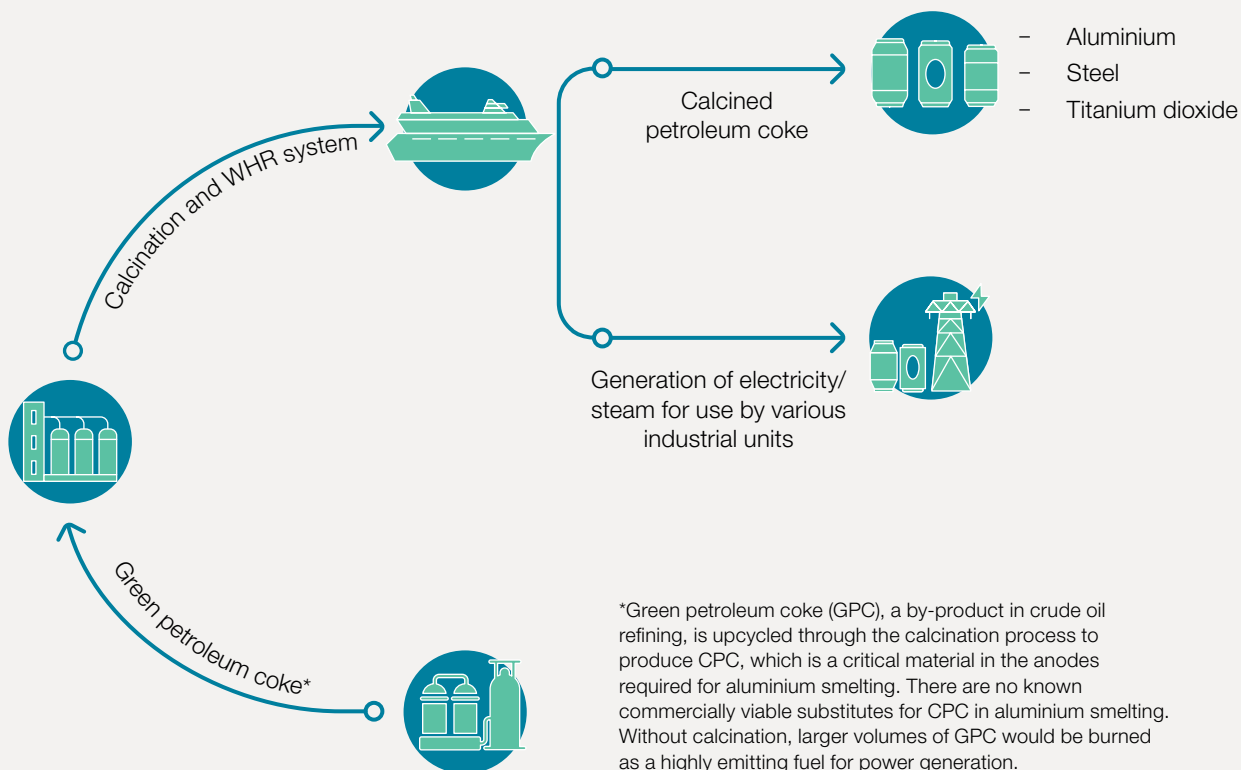 – Aluminium
– Steel
– Titanium dioxide
Calcined
petroleum coke
Calcination and WHR system
Generation of electricity/
steam for use by various
industrial units
Green petroleum coke*
*Green petroleum coke (GPC), a by-product in crude oil
refining, is upcycled through the calcination process to
produce CPC, which is a critical material in the anodes
required for aluminium smelting. There are no known
commercially viable substitutes for CPC in aluminium smelting.
Without calcination, larger volumes of GPC would be burned
as a highly emitting fuel for power generation.